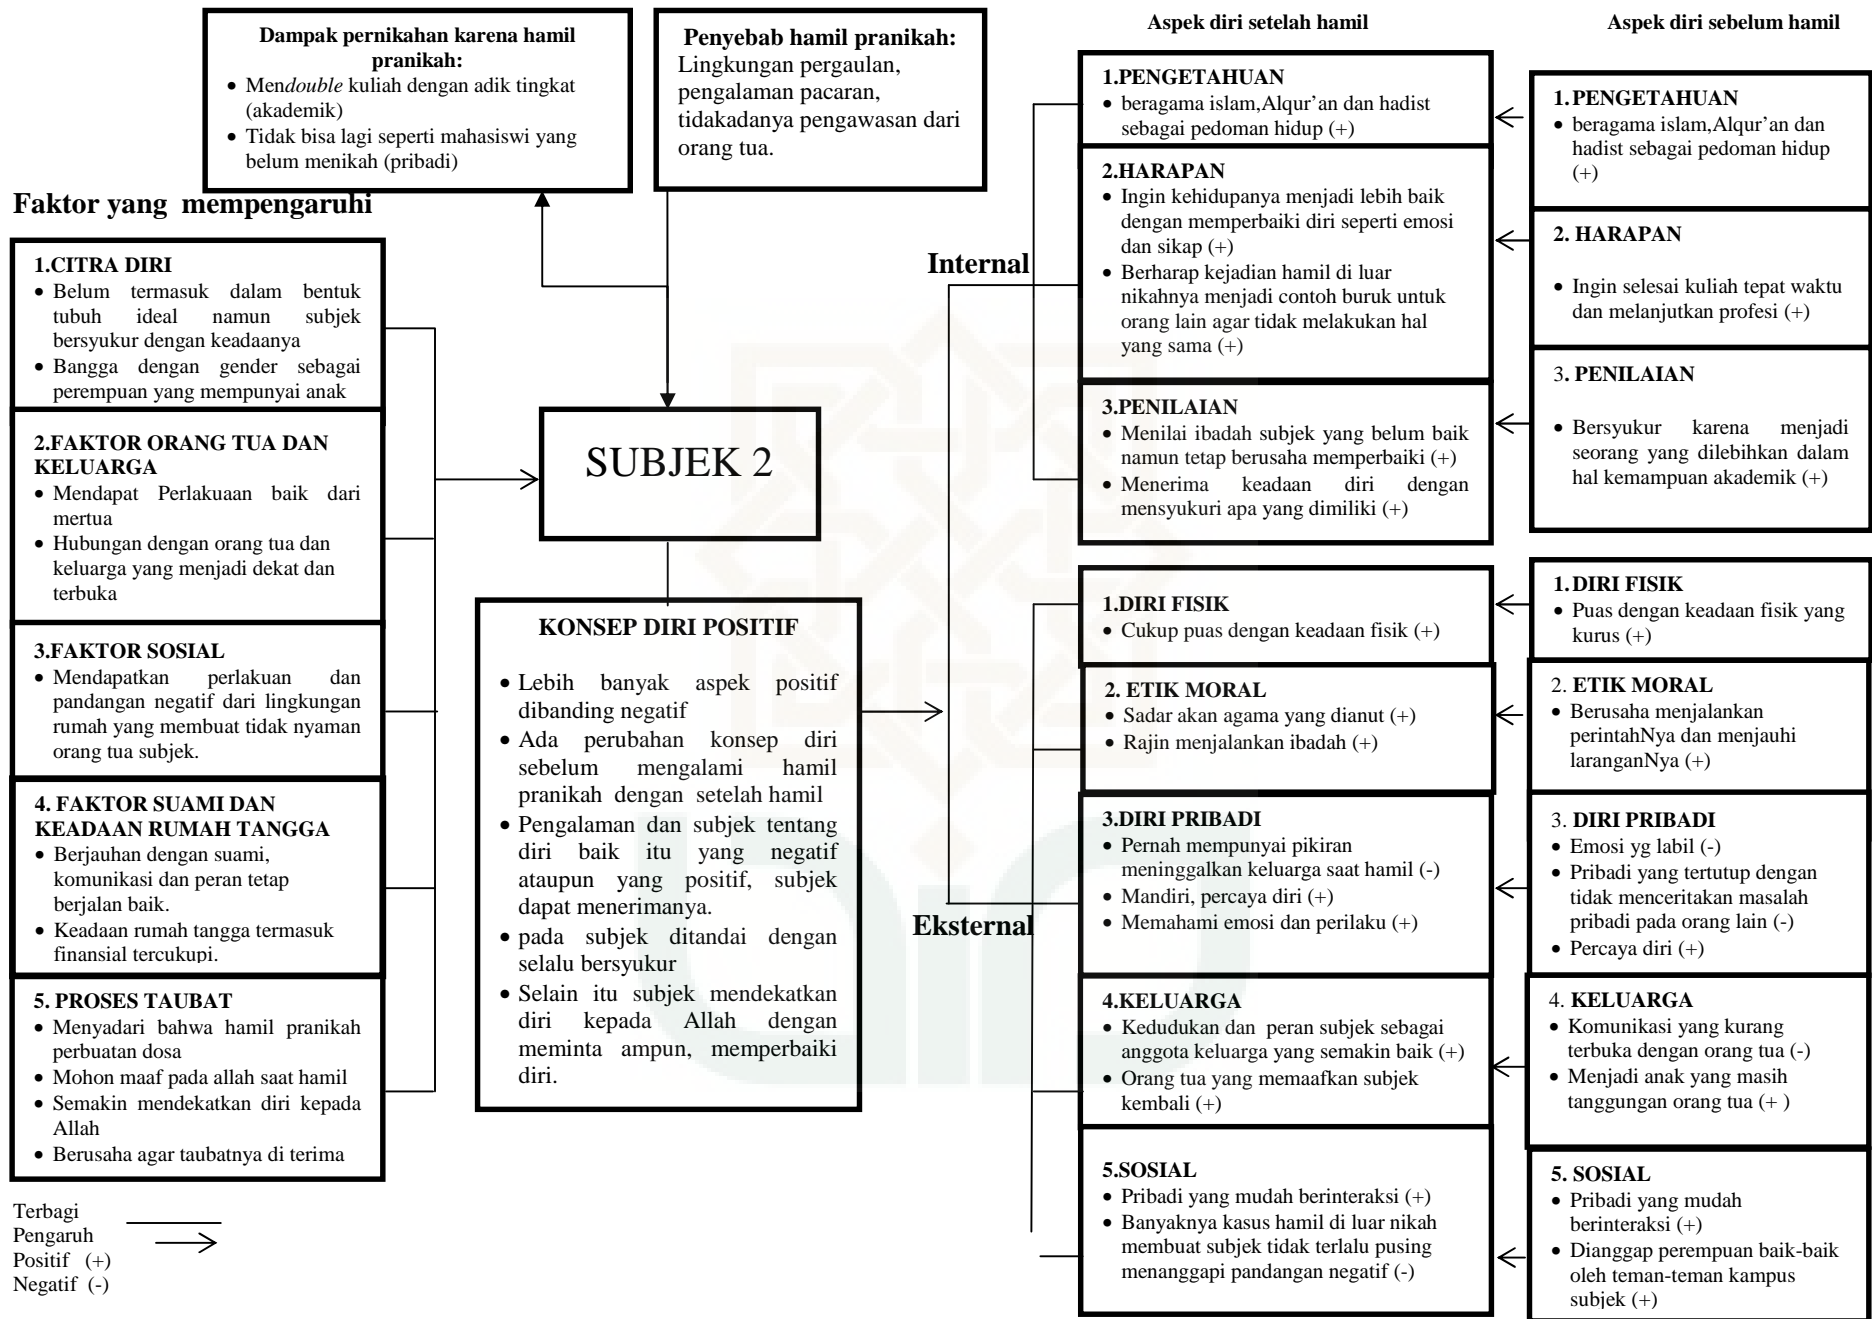 Dampak pernikahan karena hamil
pranikah:
• Mendouble kuliah dengan adik tingkat
(akademik)
• Tidak bisa lagi seperti mahasiswi yang
belum menikah (pribadi)
Penyebab hamil pranikah:
Lingkungan pergaulan,
pengalaman pacaran,
tidakadanya pengawasan dari
orang tua.
Faktor yang mempengaruhi
1.CITRA DIRI
• Belum termasuk dalam bentuk
tubuh ideal namun subjek
bersyukur dengan keadaanya
• Bangga dengan gender sebagai
perempuan yang mempunyai anak
2.FAKTOR ORANG TUA DAN
KELUARGA
• Mendapat Perlakuaan baik dari
mertua
• Hubungan dengan orang tua dan
keluarga yang menjadi dekat dan
terbuka
3.FAKTOR SOSIAL
• Mendapatkan perlakuan dan
pandangan negatif dari lingkungan
rumah yang membuat tidak nyaman
orang tua subjek.
4. FAKTOR SUAMI DAN
KEADAAN RUMAH TANGGA
• Berjauhan dengan suami,
komunikasi dan peran tetap
berjalan baik.
• Keadaan rumah tangga termasuk
finansial tercukupi.
5. PROSES TAUBAT
• Menyadari bahwa hamil pranikah
perbuatan dosa
• Mohon maaf pada allah saat hamil
• Semakin mendekatkan diri kepada
Allah
• Berusaha agar taubatnya di terima
Terbagi
Pengaruh
Positif (+)
Negatif (-)
SUBJEK 2
KONSEP DIRI POSITIF
• Lebih banyak aspek positif
dibanding negatif
• Ada perubahan konsep diri
sebelum mengalami hamil
pranikah dengan setelah hamil
• Pengalaman dan subjek tentang
diri baik itu yang negatif
ataupun yang positif, subjek
dapat menerimanya.
• pada subjek ditandai dengan
selalu bersyukur
• Selain itu subjek mendekatkan
diri kepada Allah dengan
meminta ampun, memperbaiki
diri.
Internal
Eksternal
Aspek diri setelah hamil
1.PENGETAHUAN
• beragama islam,Alqur'an dan hadist
sebagai pedoman hidup (+)
2.HARAPAN
• Ingin kehidupanya menjadi lebih baik
dengan memperbaiki diri seperti emosi
dan sikap (+)
• Berharap kejadian hamil di luar
nikahnya menjadi contoh buruk untuk
orang lain agar tidak melakukan hal
yang sama (+)
3.PENILAIAN
• Menilai ibadah subjek yang belum baik
namun tetap berusaha memperbaiki (+)
• Menerima keadaan diri dengan
mensyukuri apa yang dimiliki (+)
1.DIRI FISIK
• Cukup puas dengan keadaan fisik (+)
2. ETIK MORAL
• Sadar akan agama yang dianut (+)
• Rajin menjalankan ibadah (+)
3.DIRI PRIBADI
• Pernah mempunyai pikiran
meninggalkan keluarga saat hamil (-)
• Mandiri, percaya diri (+)
• Memahami emosi dan perilaku (+)
4.KELUARGA
• Kedudukan dan peran subjek sebagai
anggota keluarga yang semakin baik (+)
• Orang tua yang memaafkan subjek
kembali (+)
5.SOSIAL
• Pribadi yang mudah berinteraksi (+)
• Banyaknya kasus hamil di luar nikah
membuat subjek tidak terlalu pusing
menanggapi pandangan negatif (-)
Aspek diri sebelum hamil
1.PENGETAHUAN
• beragama islam,Alqur'an dan
hadist sebagai pedoman hidup
(+)
2. HARAPAN
• Ingin selesai kuliah tepat waktu
dan melanjutkan profesi (+)
3. PENILAIAN
• Bersyukur karena menjadi
seorang yang dilebihkan dalam
hal kemampuan akademik (+)
1.DIRI FISIK
• Puas dengan keadaan fisik yang
kurus (+)
2. ETIK MORAL
• Berusaha menjalankan
perintahNya dan menjauhi
laranganNya (+)
3. DIRI PRIBADI
• Emosi yg labil (-)
• Pribadi yang tertutup dengan
tidak menceritakan masalah
pribadi pada orang lain (-)
• Percaya diri (+)
4. KELUARGA
• Komunikasi yang kurang
terbuka dengan orang tua (-)
• Menjadi anak yang masih
tanggungan orang tua (+ )
5. SOSIAL
• Pribadi yang mudah
berinteraksi (+)
• Dianggap perempuan baik-baik
oleh teman-teman kampus
subjek (+)